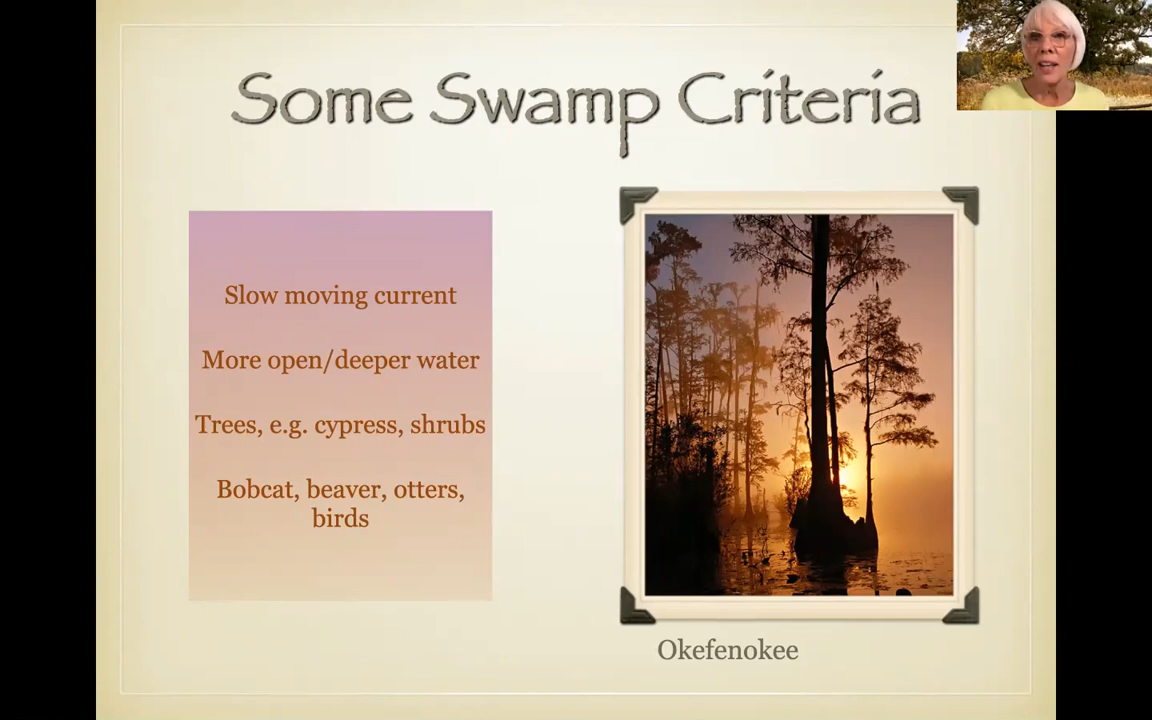 Some Swamp Criteria
Slow moving current
More open/deeper water
Trees, e.g. cypress, shrubs
Bobcat, beaver, otters,
birds
Okefenokee